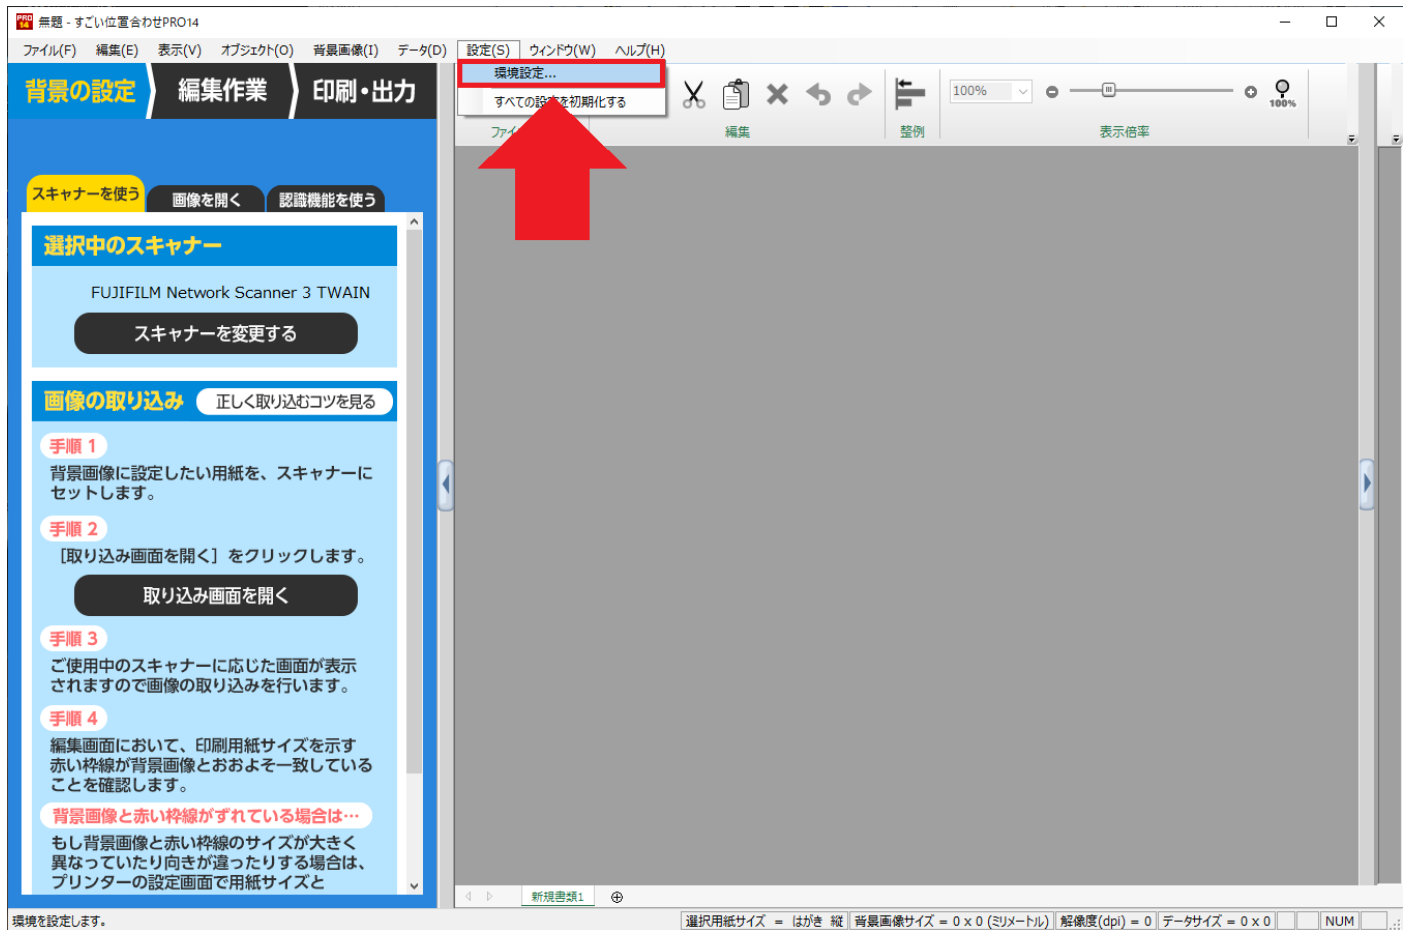 PRO 14 無題 - すごい位置合わせPRO14
ファイル(F) 編集(E) 表示(V) オブジェクト(O) 背景画像(I) データ(D) 設定(S) ウィンドウ(W) ヘルプ(H)
環境設定...
すべての設定を初期化する
背景の設定 編集作業 印刷・出力
100%
100%
編集 整例 表示倍率
スキャナーを使う 画像を開く 認識機能を使う
選択中のスキャナー
FUJIFILM Network Scanner 3 TWAIN
スキャナーを変更する
画像の取り込み 正しく取り込むコツを見る
手順 1
背景画像に設定したい用紙を、スキャナーに
セットします。
手順 2
［取り込み画面を開く］をクリックします。
取り込み画面を開く
手順 3
ご使用中のスキャナーに応じた画面が表示
されますので画像の取り込みを行います。
手順 4
編集画面において、印刷用紙サイズを示す
赤い枠線が背景画像とおおよそ一致している
ことを確認します。
背景画像と赤い枠線がずれている場合は…
もし背景画像と赤い枠線のサイズが大きく
異なっていたり向きが違ったりする場合は、
プリンターの設定画面で用紙サイズと
新規書類1
環境を設定します。 選択用紙サイズ = はがき 縦 背景画像サイズ = 0 x 0 (ミリメートル) 解像度(dpi) = 0 データサイズ = 0 x 0 NUM